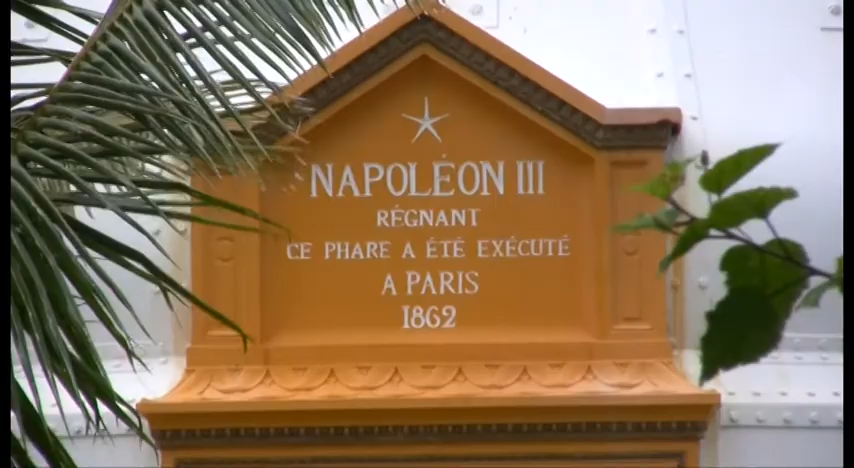 NAPOLÉON III
RÉGNANT
CE PHARE A ÉTÉ EXÉCUTÉ
A PARIS
1862